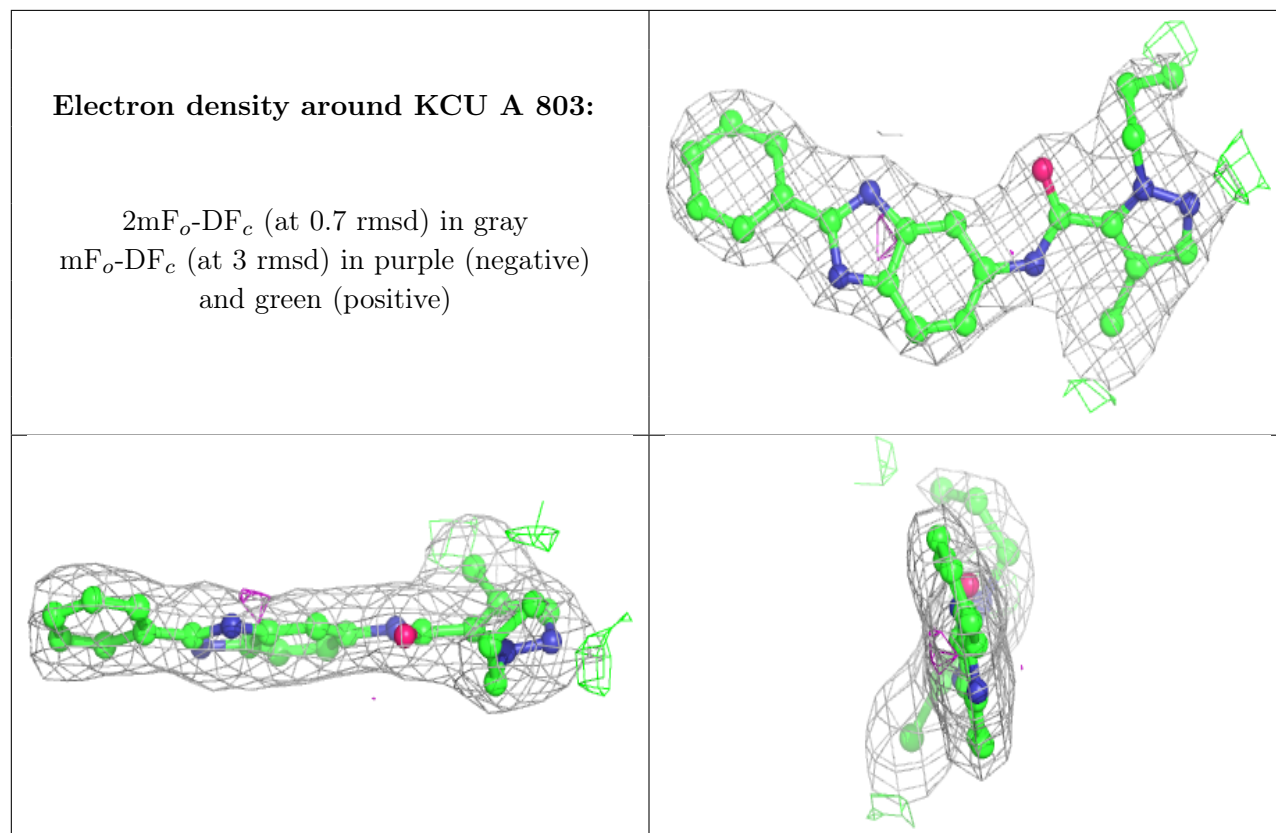 Electron density around KCU A 803:
2mFo-DFc (at 0.7 rmsd) in gray
mFo-DFc (at 3 rmsd) in purple (negative)
and green (positive)